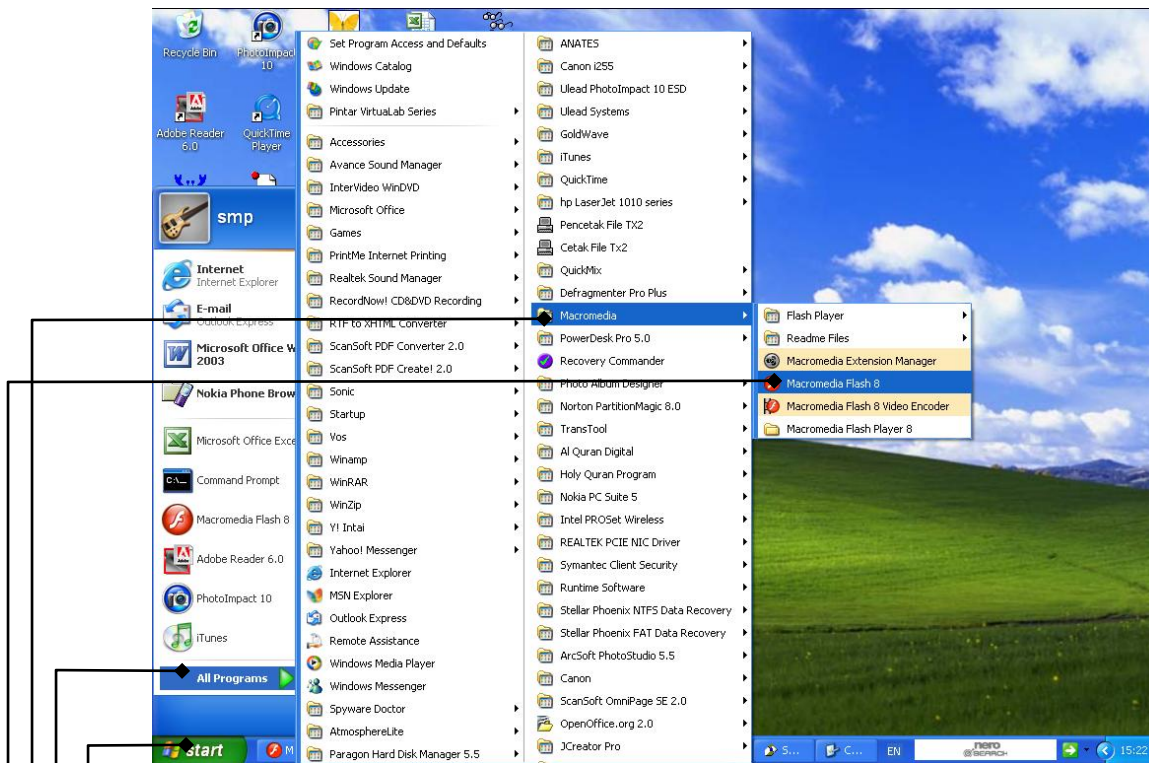 Recycle Bin
PhotoImpact
10
Adobe Reader
6.0
QuickTime
Player
smp
Internet
Internet Explorer
E-mail
Outlook Express
Microsoft Office W
2003
Nokia Phone Brow
Microsoft Office Exce
Command Prompt
Macromedia Flash 8
Adobe Reader 6.0
PhotoImpact 10
iTunes
All Programs
start
M
Set Program Access and Defaults
Windows Catalog
Windows Update
Pintar VirtuaLab Series
Accessories
Avance Sound Manager
InterVideo WinDVD
Microsoft Office
Games
PrintMe Internet Printing
Realtek Sound Manager
RecordNow! CD&DVD Recording
RTF to XHTML Converter
ScanSoft PDF Converter 2.0
ScanSoft PDF Create! 2.0
Sonic
Startup
Vos
Winamp
WinRAR
WinZip
Y! Intai
Yahoo! Messenger
Internet Explorer
MSN Explorer
Outlook Express
Remote Assistance
Windows Media Player
Windows Messenger
Spyware Doctor
AtmosphereLite
Paragon Hard Disk Manager 5.5
ANATES
Canon i255
Ulead PhotoImpact 10 ESD
Ulead Systems
GoldWave
iTunes
QuickTime
hp LaserJet 1010 series
Pencetak File TX2
Cetak File Tx2
QuickMix
Defragmenter Pro Plus
Macromedia
PowerDesk Pro 5.0
Recovery Commander
Photo Album Designer
Norton PartitionMagic 8.0
TransTool
Al Quran Digital
Holy Quran Program
Nokia PC Suite 5
Intel PROSet Wireless
REALTEK PCIE NIC Driver
Symantec Client Security
Runtime Software
Stellar Phoenix NTFS Data Recovery
Stellar Phoenix FAT Data Recovery
ArcSoft PhotoStudio 5.5
Canon
ScanSoft OmniPage SE 2.0
OpenOffice.org 2.0
JCreator Pro
Flash Player
Readme Files
Macromedia Extension Manager
Macromedia Flash 8
Macromedia Flash 8 Video Encoder
Macromedia Flash Player 8
S...
C...
EN
nero
SEARCH
15:22